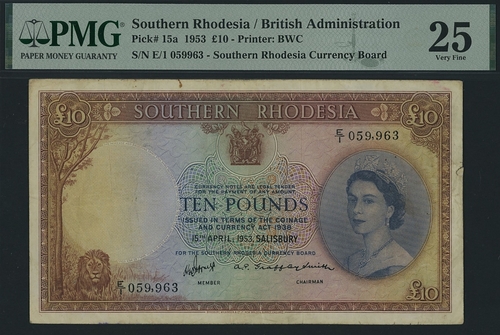 PMG
PAPER MONEY GUARANTY
Southern Rhodesia / British Administration
Pick# 15a 1953 £10 - Printer: BWC
S/N E/1 059963 - Southern Rhodesia Currency Board
25
Very Fine
£10
SOUTHERN RHODESIA
£10
E/1 059,963
CURRENCY NOTES ARE LEGAL TENDER
FOR THE PAYMENT OF ANY AMOUNT
TEN POUNDS
ISSUED IN TERMS OF THE COINAGE
AND CURRENCY ACT 1938
15TH APRIL, 1953, SALISBURY
FOR THE SOUTHERN RHODESIA CURRENCY BOARD
E/1 059,963
MEMBER
CHAIRMAN
£10